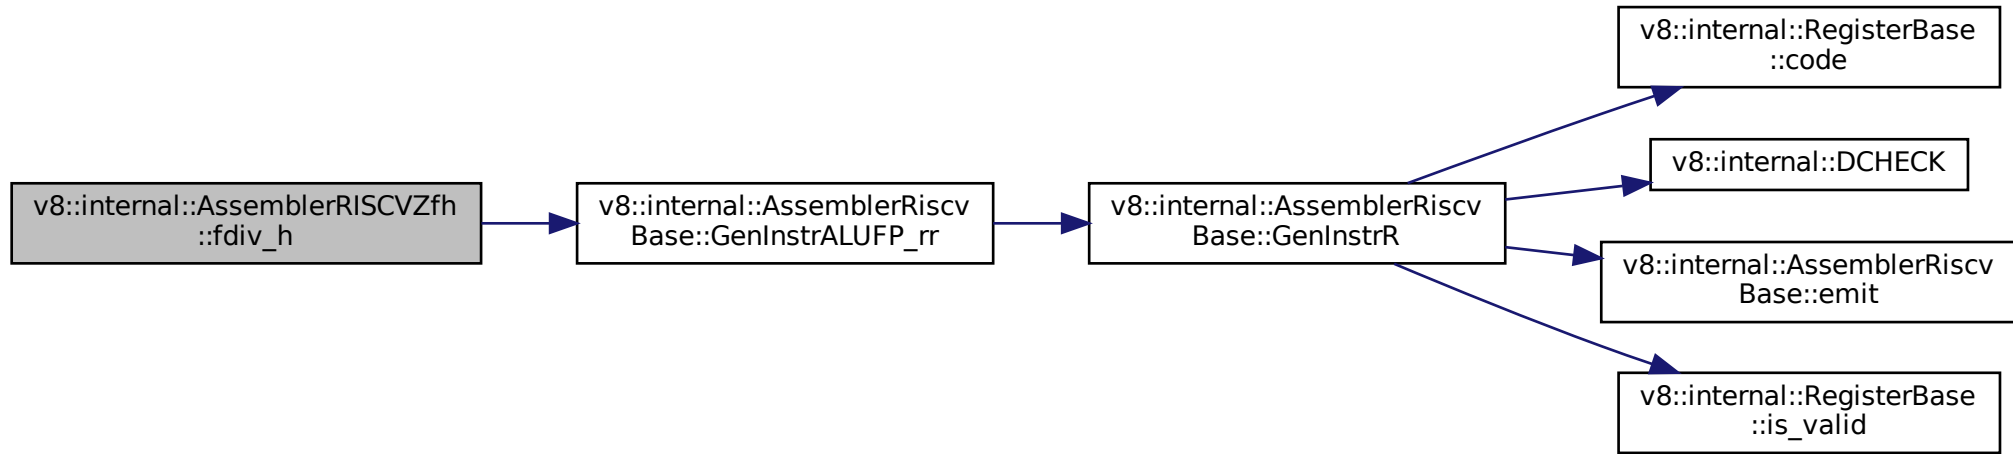 v8::internal::RegisterBase
::code
v8::internal::DCHECK
v8::internal::AssemblerRISCVZfh
::fdiv_h
v8::internal::AssemblerRiscv
Base::GenInstrALUFP_rr
v8::internal::AssemblerRiscv
Base::GenInstrR
v8::internal::AssemblerRiscv
Base::emit
v8::internal::RegisterBase
::is_valid